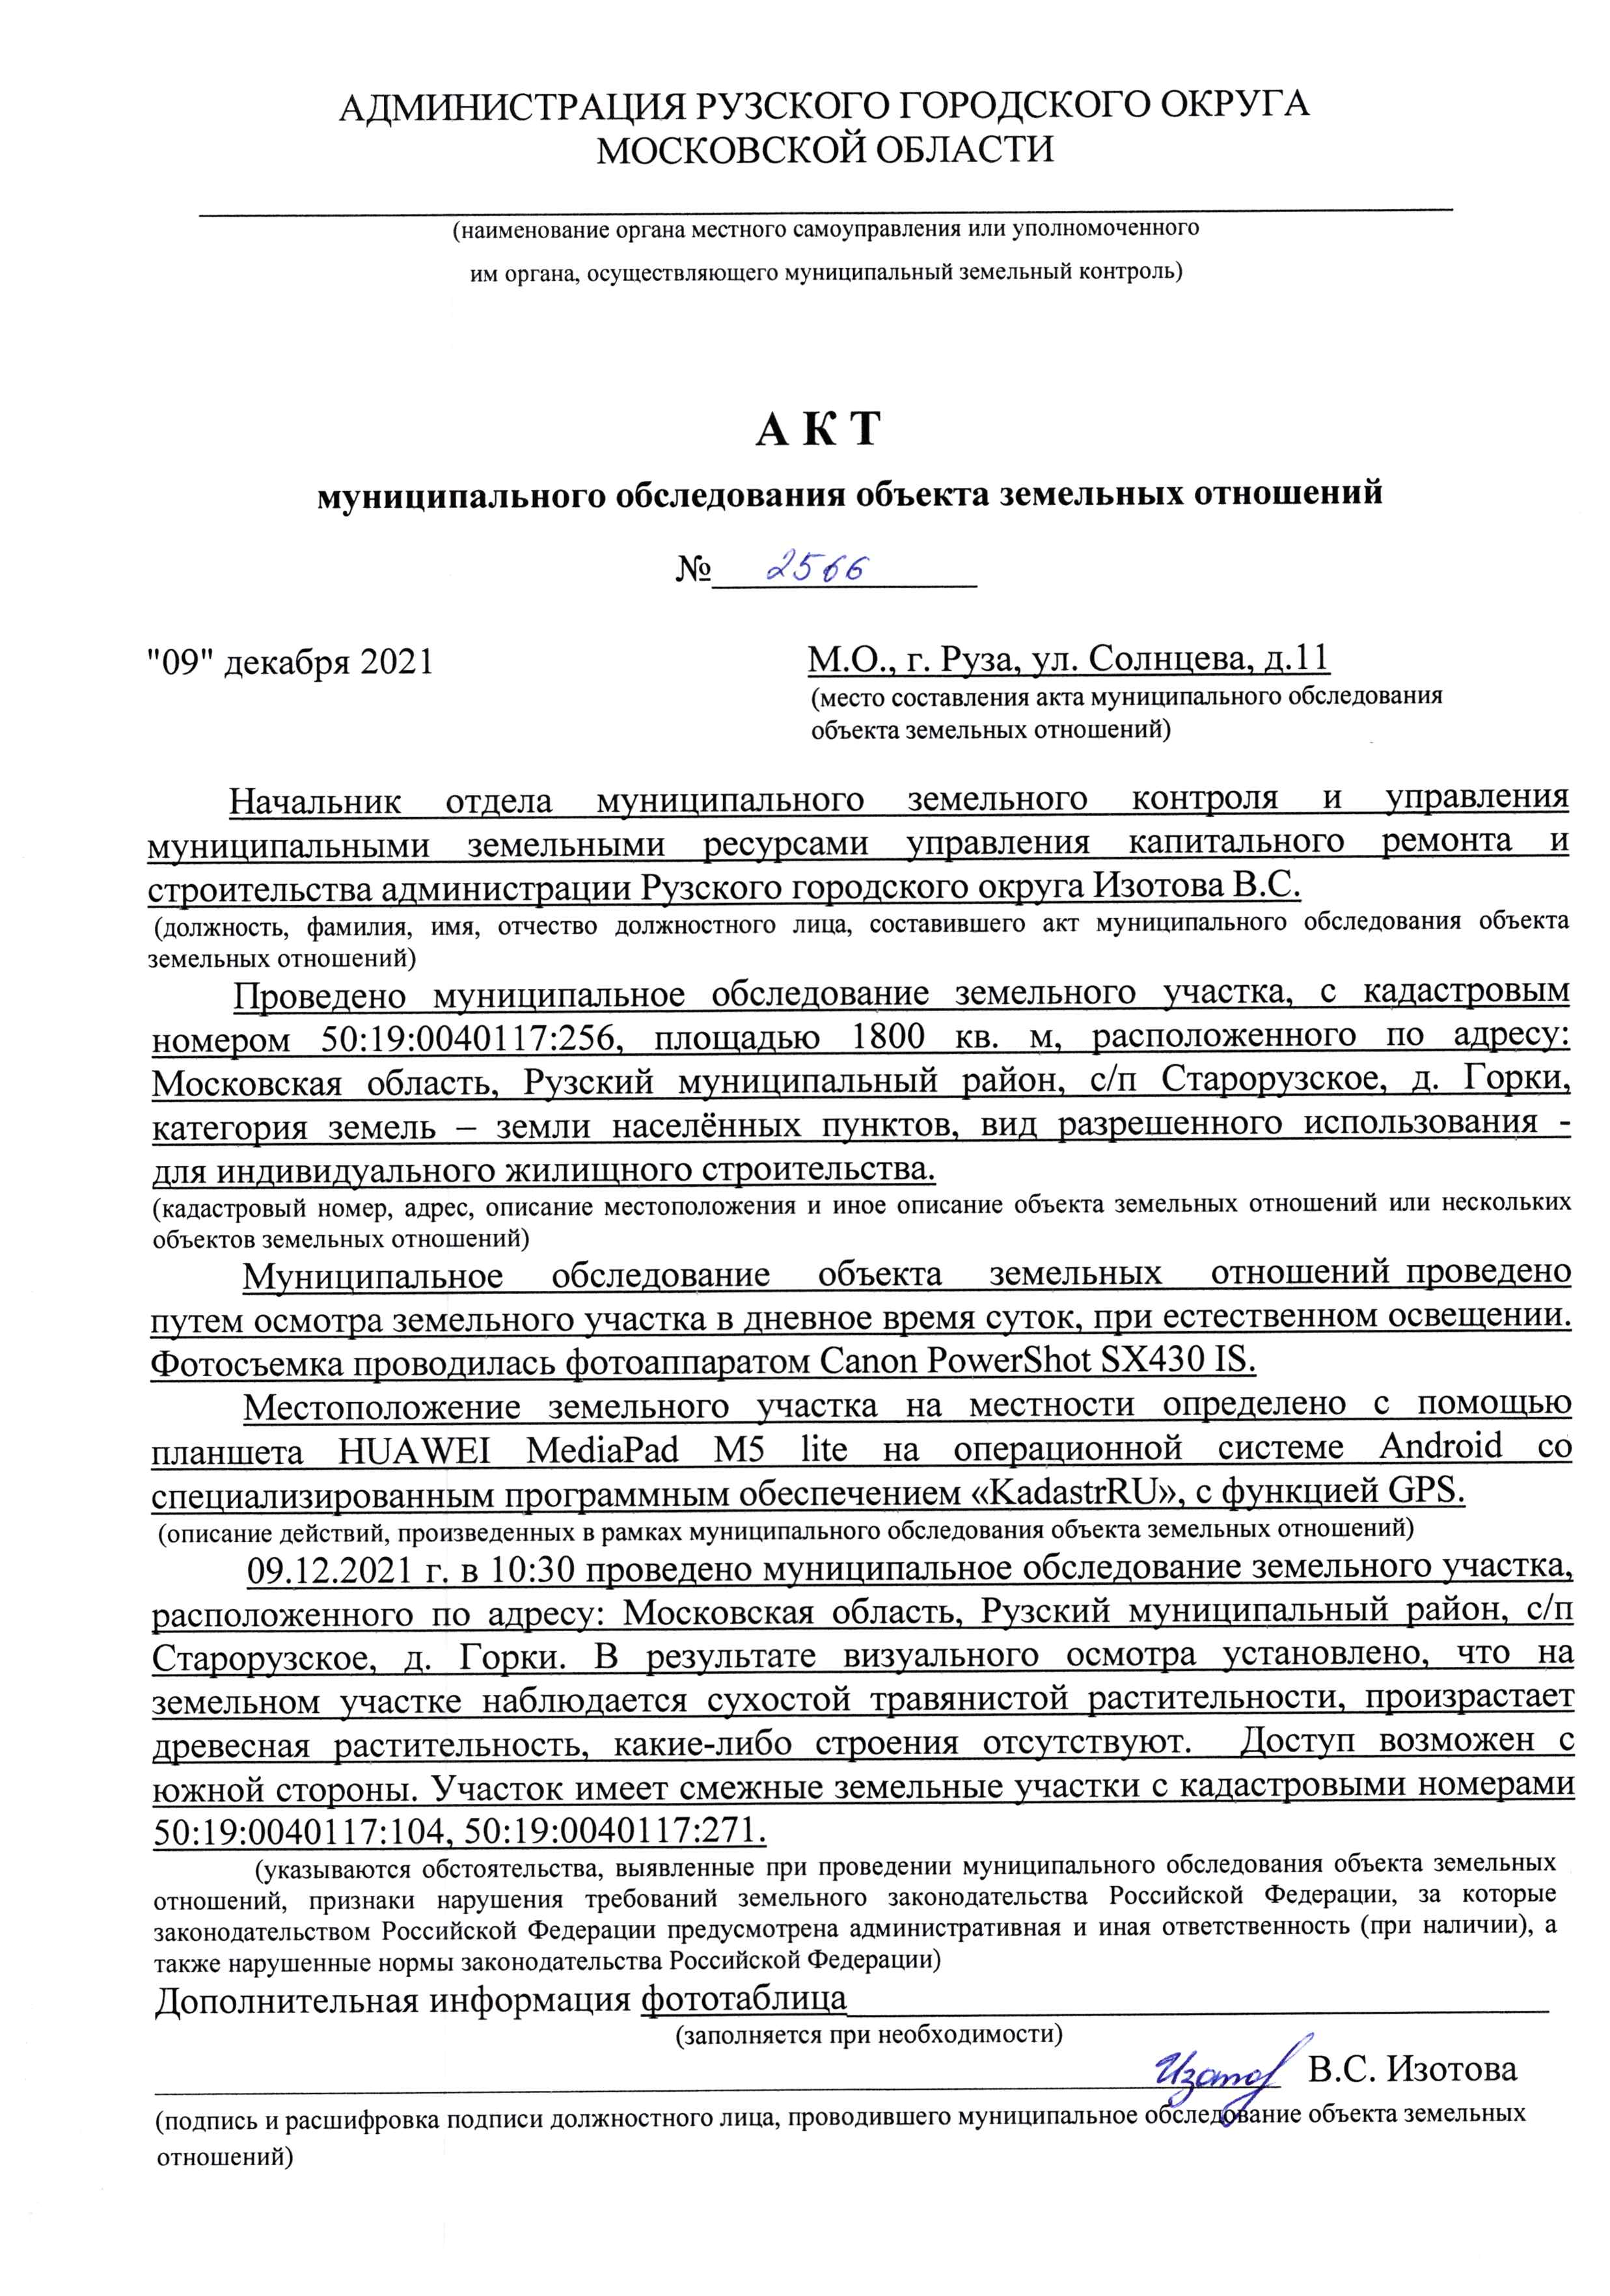 АДМИНИСТРАЦИЯ РУЗСКОГО ГОРОДСКОГО ОКРУГА
МОСКОВСКОЙ ОБЛАСТИ
(наименование органа местного самоуправления или уполномоченного
им органа, осуществляющего муниципальный земельный контроль)
А К Т
муниципального обследования объекта земельных отношений
№ 2566
"09" декабря 2021
М.О., г. Руза, ул. Солнцева, д.11
(место составления акта муниципального обследования
объекта земельных отношений)
Начальник отдела муниципального земельного контроля и управления
муниципальными земельными ресурсами управления капитального ремонта и
строительства администрации Рузского городского округа Изотова В.С.
(должность, фамилия, имя, отчество должностного лица, составившего акт муниципального обследования объекта
земельных отношений)
Проведено муниципальное обследование земельного участка, с кадастровым
номером 50:19:0040117:256, площадью 1800 кв. м, расположенного по адресу:
Московская область, Рузский муниципальный район, с/п Старорузское, д. Горки,
категория земель – земли населённых пунктов, вид разрешенного использования -
для индивидуального жилищного строительства.
(кадастровый номер, адрес, описание местоположения и иное описание объекта земельных отношений или нескольких
объектов земельных отношений)
Муниципальное обследование объекта земельных отношений проведено
путем осмотра земельного участка в дневное время суток, при естественном освещении.
Фотосъемка проводилась фотоаппаратом Canon PowerShot SX430 IS.
Местоположение земельного участка на местности определено с помощью
планшета HUAWEI MediaPad M5 lite на операционной системе Android со
специализированным программным обеспечением «KadastrRU», с функцией GPS.
(описание действий, произведенных в рамках муниципального обследования объекта земельных отношений)
09.12.2021 г. в 10:30 проведено муниципальное обследование земельного участка,
расположенного по адресу: Московская область, Рузский муниципальный район, с/п
Старорузское, д. Горки. В результате визуального осмотра установлено, что на
земельном участке наблюдается сухостой травянистой растительности, произрастает
древесная растительность, какие-либо строения отсутствуют. Доступ возможен с
южной стороны. Участок имеет смежные земельные участки с кадастровыми номерами
50:19:0040117:104, 50:19:0040117:271.
(указываются обстоятельства, выявленные при проведении муниципального обследования объекта земельных
отношений, признаки нарушения требований земельного законодательства Российской Федерации, за которые
законодательством Российской Федерации предусмотрена административная и иная ответственность (при наличии), а
также нарушенные нормы законодательства Российской Федерации)
Дополнительная информация фототаблица
(заполняется при необходимости)
Изотов В.С. Изотова
(подпись и расшифровка подписи должностного лица, проводившего муниципальное обследование объекта земельных
отношений)